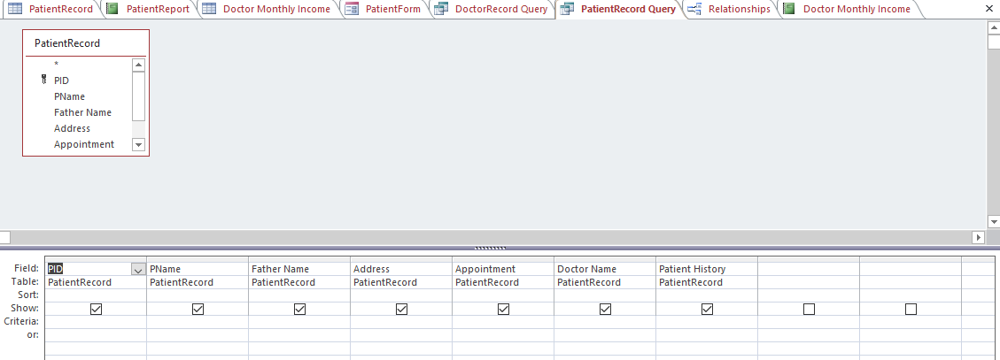 PatientRecord PatientReport Doctor Monthly Income PatientForm DoctorRecord Query PatientRecord Query Relationships Doctor Monthly Income
PatientRecord
*
PID
PName
Father Name
Address
Appointment
Field: PID PName Father Name Address Appointment Doctor Name Patient History
Table: PatientRecord PatientRecord PatientRecord PatientRecord PatientRecord PatientRecord PatientRecord
Sort:
Show:
Criteria:
or: